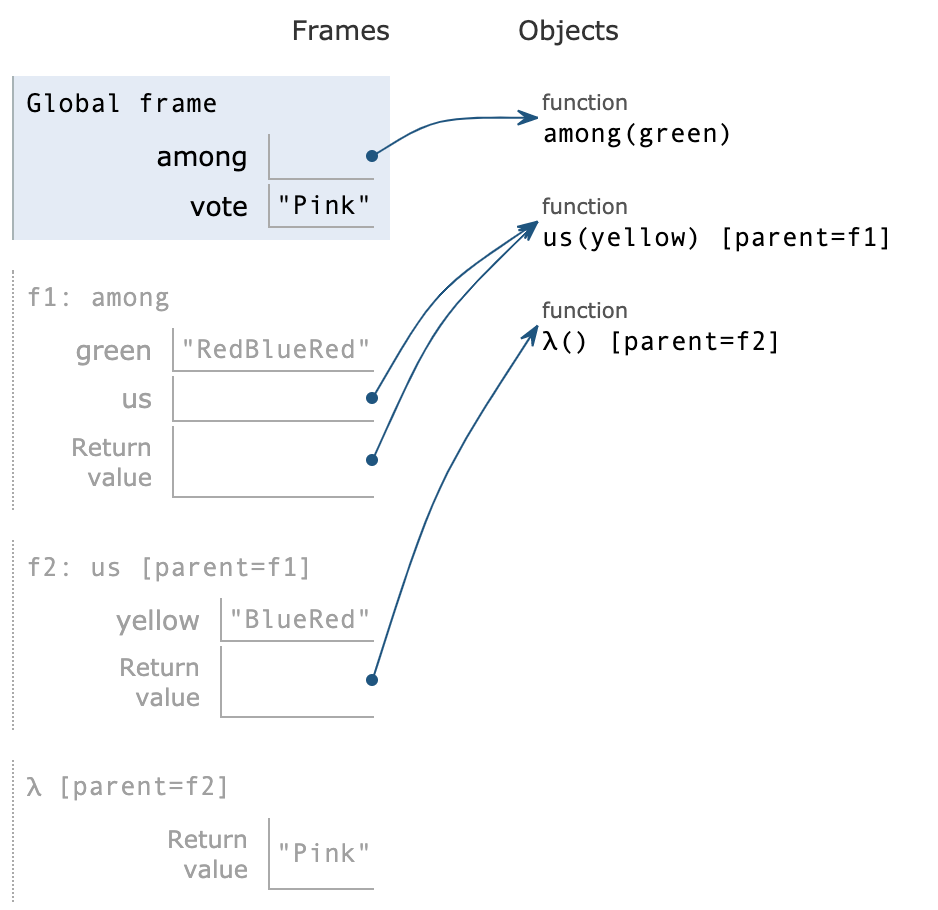 Frames
Objects
Global frame
among
vote "Pink"
function
among(green)
function
us(yellow) [parent=f1]
function
λ() [parent=f2]
f1: among
green "RedBlueRed"
us
Return
value
f2: us [parent=f1]
yellow "BlueRed"
Return
value
λ [parent=f2]
Return
value
"Pink"